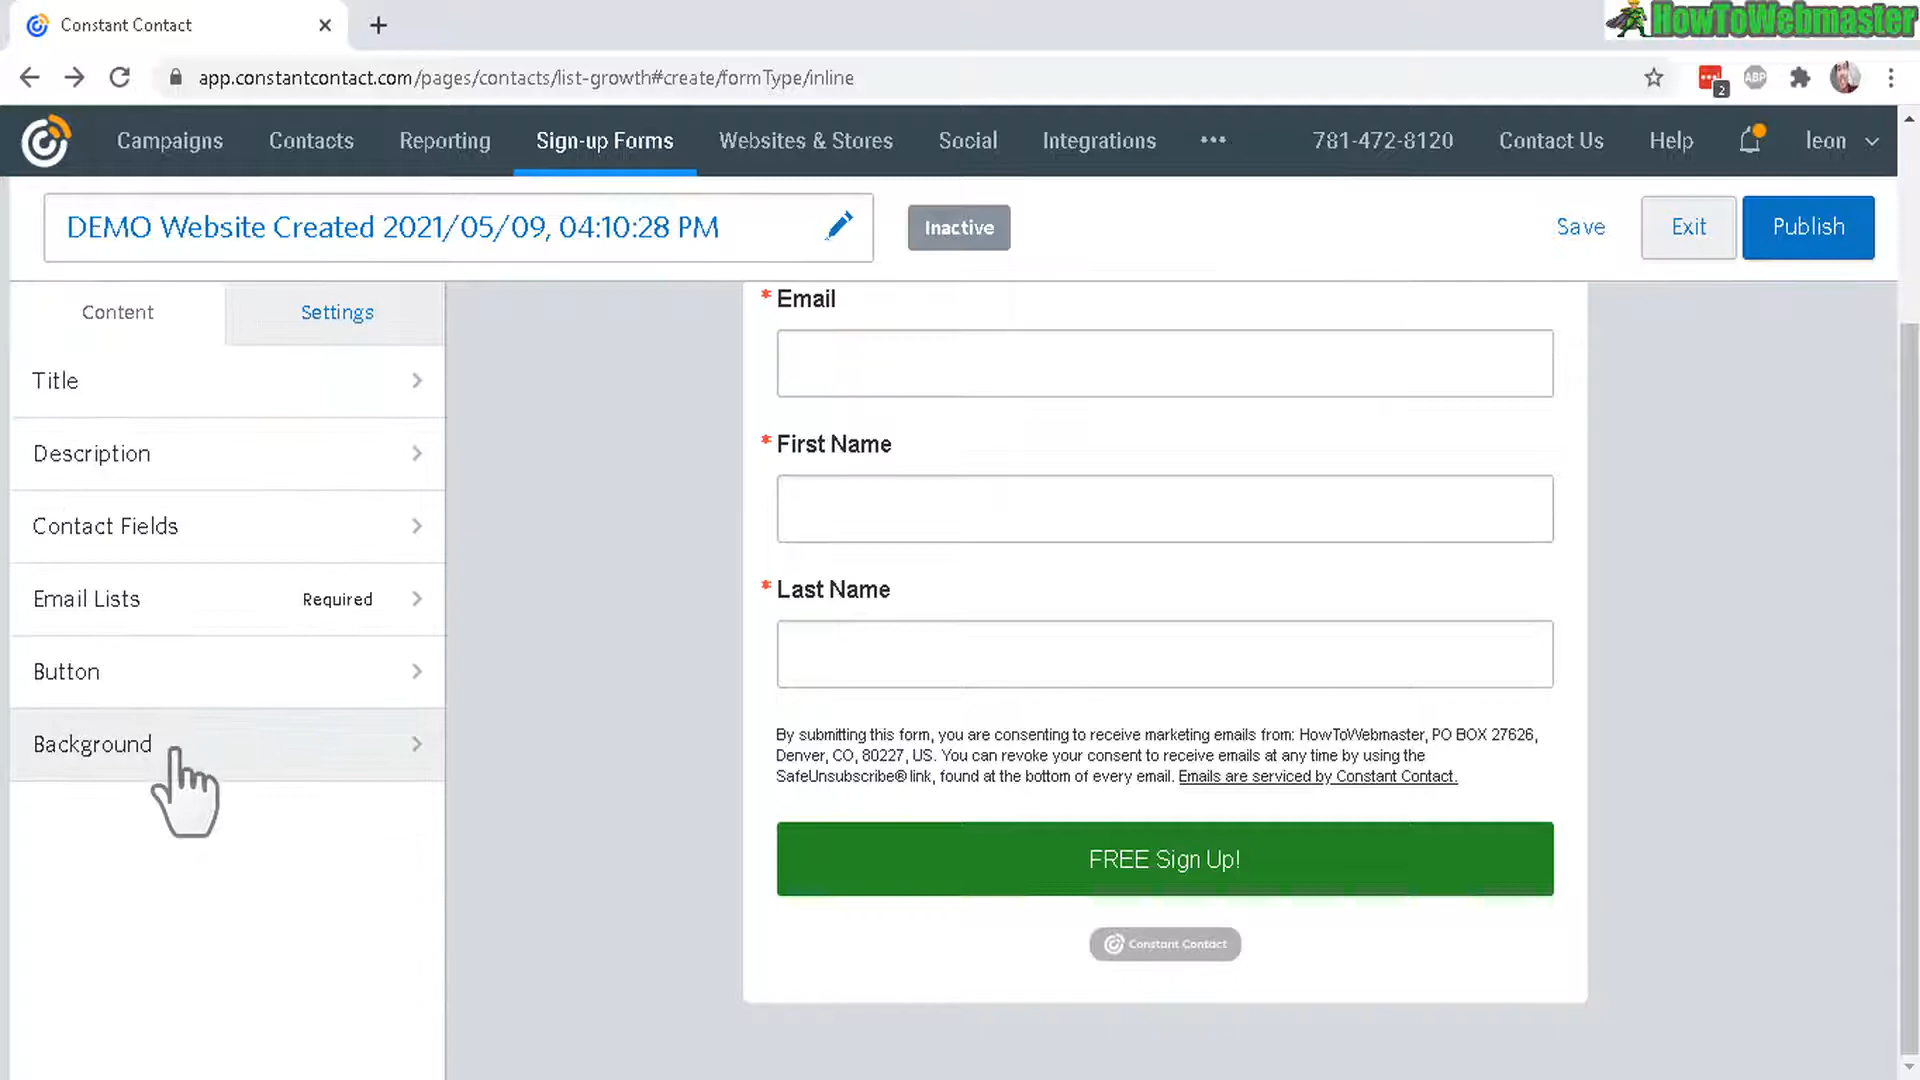 Constant Contact
HowToWebmaster
app.constantcontact.com/pages/contacts/list-growth#create/formType/inline
ABP
2
Campaigns
Contacts
Reporting
Sign-up Forms
Websites & Stores
Social
Integrations
•••
781-472-8120
Contact Us
Help
leon
DEMO Website Created 2021/05/09, 04:10:28 PM
Inactive
Save
Exit
Publish
Content
Settings
Title
Description
Contact Fields
Email Lists
Required
Button
Background
* Email
* First Name
* Last Name
By submitting this form, you are consenting to receive marketing emails from: HowToWebmaster, PO BOX 27626,
Denver, CO, 80227, US. You can revoke your consent to receive emails at any time by using the
SafeUnsubscribe® link, found at the bottom of every email. Emails are serviced by Constant Contact.
FREE Sign Up!
Constant Contact